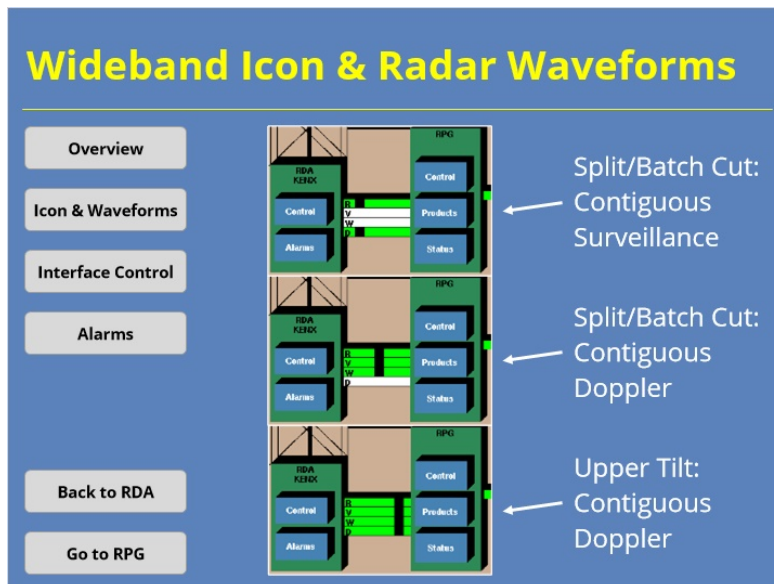 Wideband Icon & Radar Waveforms
Overview
Icon & Waveforms
Interface Control
Alarms
Back to RDA
Go to RPG
RDA
KENX
Control
Alarms
R
V
W
D
RPG
Control
Products
Status
Split/Batch Cut:
Contiguous
Surveillance
RDA
KENX
Control
Alarms
R
V
W
D
RPG
Control
Products
Status
Split/Batch Cut:
Contiguous
Doppler
RDA
KENX
Control
Alarms
R
V
W
D
RPG
Control
Products
Status
Upper Tilt:
Contiguous
Doppler